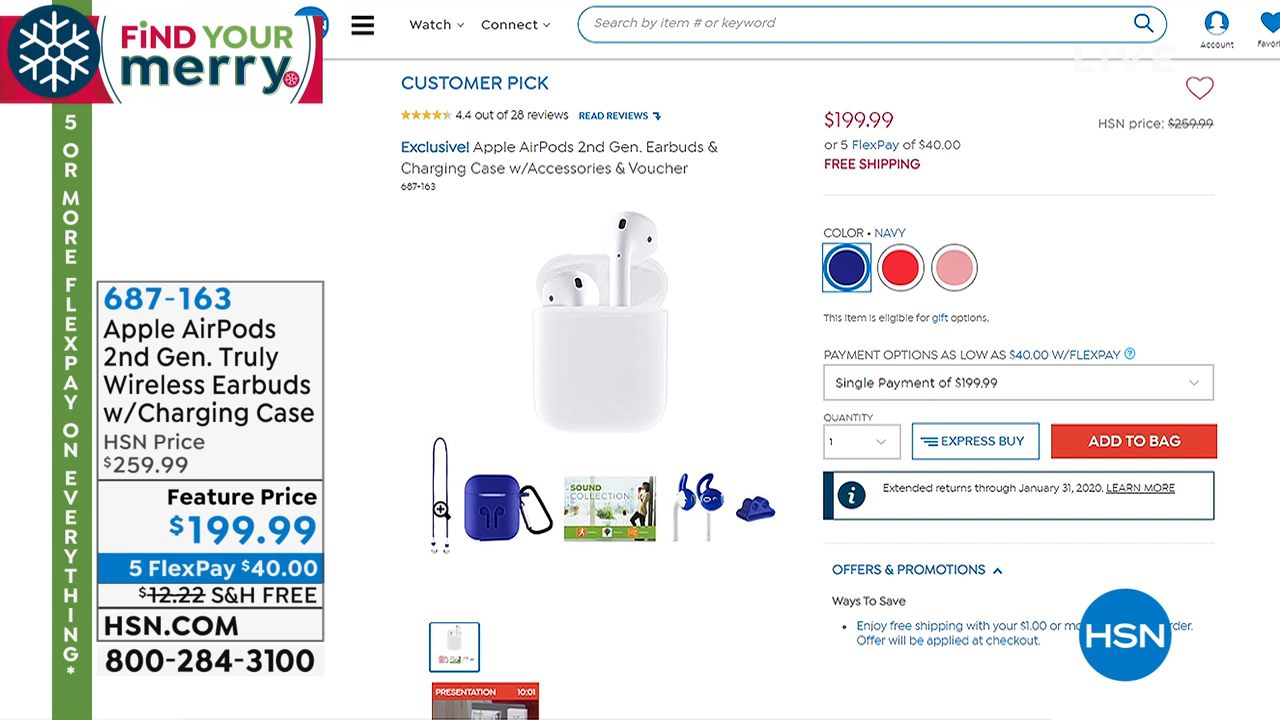 FiND YOUR
merry
5 OR MORE FLEXPAY ON EVERYTHING*
687-163
Apple AirPods
2nd Gen. Truly
Wireless Earbuds
w/Charging Case
HSN Price
$259.99
Feature Price
$199.99
5 FlexPay $40.00
$12.22 S&H FREE
HSN.COM
800-284-3100
Watch
Connect
Search by item # or keyword
Account
LIVE
CUSTOMER PICK
4.4 out of 28 reviews READ REVIEWS
Exclusive! Apple AirPods 2nd Gen. Earbuds &
Charging Case w/Accessories & Voucher
687-163
SOUND
COLLECTION
PRESENTATION 10:01
$199.99
HSN price: $259.99
or 5 FlexPay of $40.00
FREE SHIPPING
COLOR • NAVY
This item is eligible for gift options.
PAYMENT OPTIONS AS LOW AS $40.00 W/FLEXPAY ?
Single Payment of $199.99
QUANTITY
1
EXPRESS BUY
ADD TO BAG
i
Extended returns through January 31, 2020. LEARN MORE
OFFERS & PROMOTIONS
Ways To Save
• Enjoy free shipping with your $1.00 or
Offer will be applied at checkout.
HSN